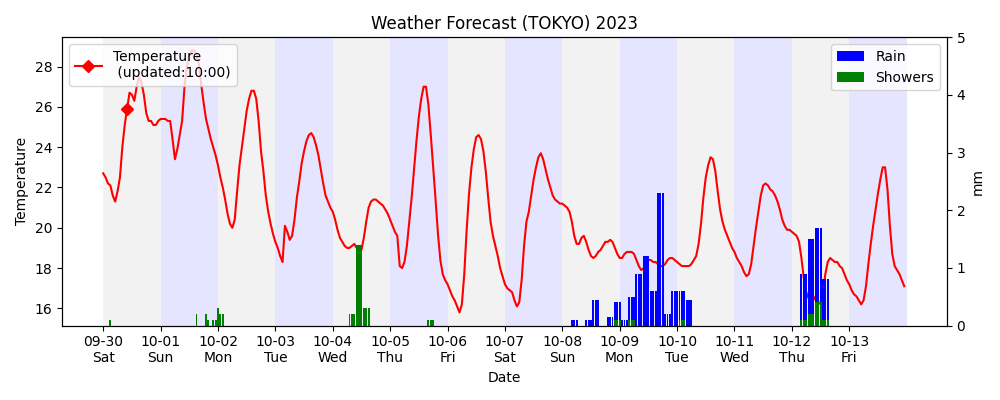 Weather Forecast (TOKYO) 2023
Temperature
(updated:10:00)
Rain
Showers
Temperature
28
26
24
22
20
18
16
5
4
3
2
1
0
mm
09-30 10-01 10-02 10-03 10-04 10-05 10-06 10-07 10-08 10-09 10-10 10-11 10-12 10-13
Sat Sun Mon Tue Wed Thu Fri Sat Sun Mon Tue Wed Thu Fri
Date